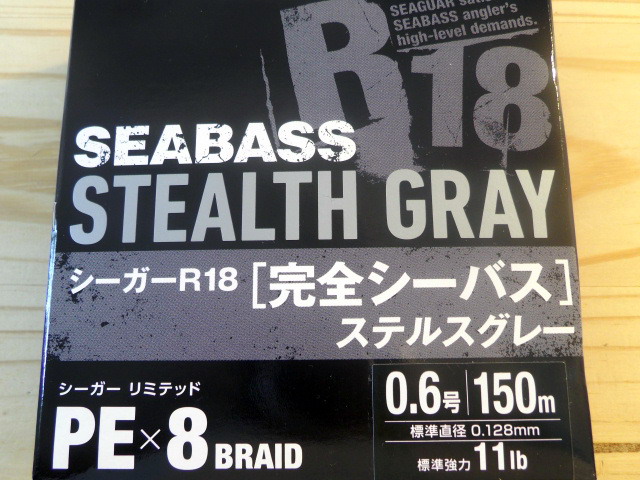 SEAGUAR
SEABASS angler's
high-level demands.
R18
SEABASS
STEALTH GRAY
シーガーR18 [完全シーバス]
ステルスグレー
シーガー リミテッド
PE×8 BRAID
0.6号 150m
標準直径 0.128mm
標準強力 11lb